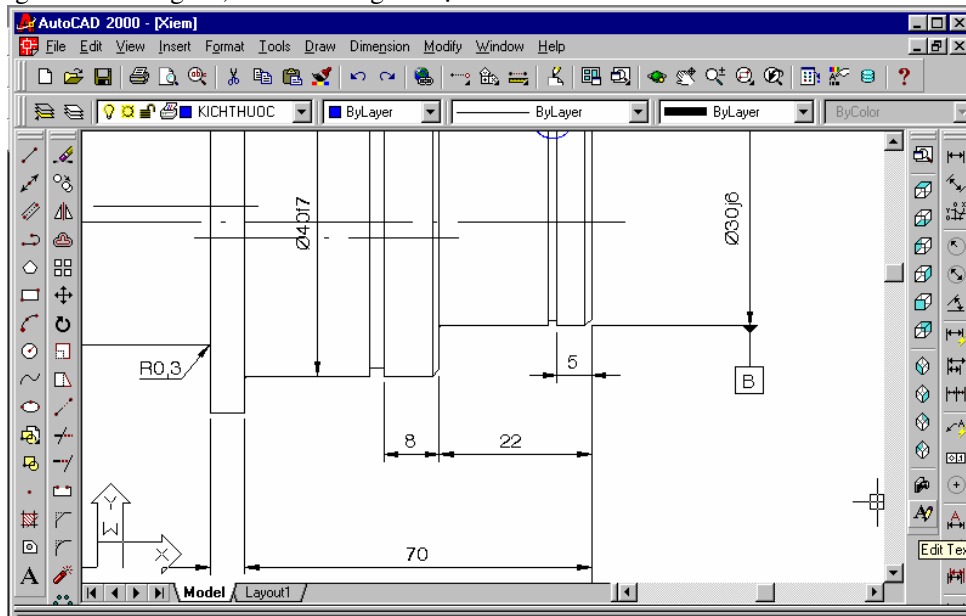 AutoCAD 2000 - [Xiem]
File Edit View Insert Format Tools Draw Dimension Modify Window Help
KICHTHUOC ByLayer ByLayer ByLayer ByColor
Ø40f7
Ø30j6
R0,3
5
B
8 22
Y
W
X
70
Edit Tex
A
Model Layout1